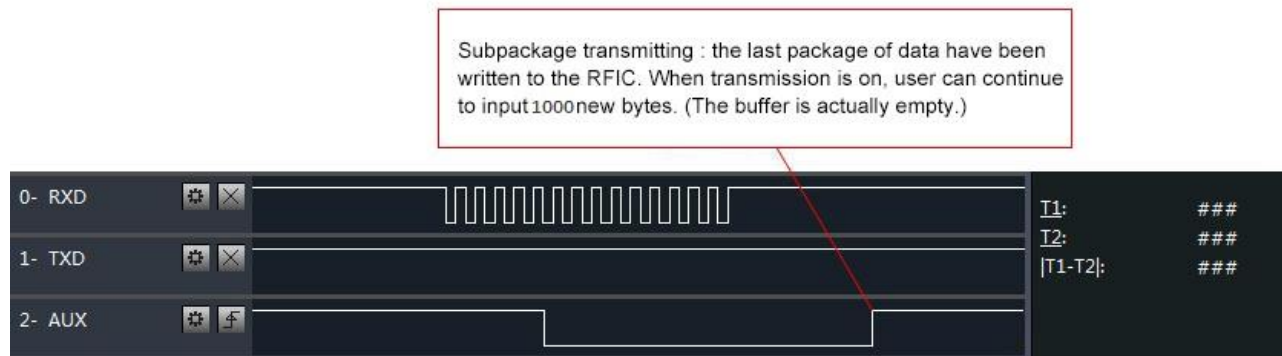 Subpackage transmitting : the last package of data have been
written to the RFIC. When transmission is on, user can continue
to input 1000 new bytes. (The buffer is actually empty.)
0- RXD
T1: ###
1- TXD
T2: ###
|T1-T2|: ###
2- AUX